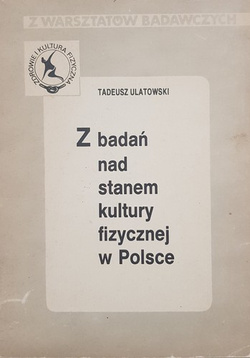 Z WARSZTATÓW BADAWCZYCH
ZDROWIE I KULTURA FIZYCZNA
TADEUSZ ULATOWSKI
Z badań
nad
stanem
kultury
fizycznej
w Polsce